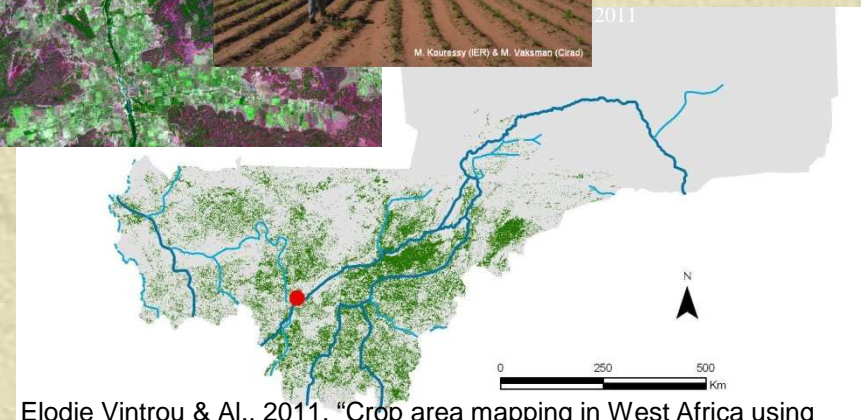 2011
M. Kouressy (IER) & M. Vaksman (Cirad)
N
0 250 500
Km
Elodie Vintrou & Al., 2011. “Crop area mapping in West Africa using